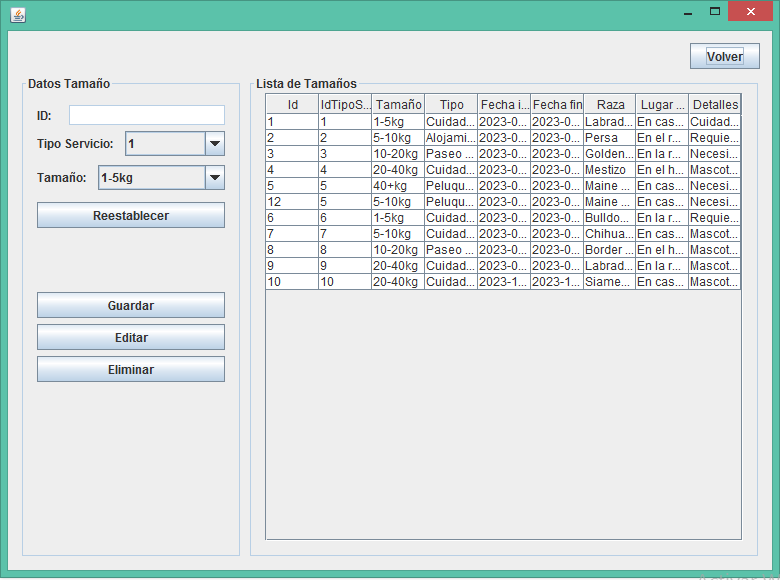 Volver
Datos Tamaño
ID:
Tipo Servicio: 1
Tamaño: 1-5kg
Reestablecer
Guardar
Editar
Eliminar
Lista de Tamaños
Id IdTipoS... Tamaño Tipo Fecha i... Fecha fin Raza Lugar ... Detalles
1 1 1-5kg Cuidad... 2023-0... 2023-0... Labrad... En cas... Cuidad...
2 2 5-10kg Alojami... 2023-0... 2023-0... Persa En el r... Requie...
3 3 10-20kg Paseo ... 2023-0... 2023-0... Golden... En la r... Necesi...
4 4 20-40kg Cuidad... 2023-0... 2023-0... Mestizo En el h... Mascot...
5 5 40+kg Peluqu... 2023-0... 2023-0... Maine ... En cas... Necesi...
12 5 5-10kg Peluqu... 2023-0... 2023-0... Maine ... En cas... Necesi...
6 6 1-5kg Cuidad... 2023-0... 2023-0... Bulldo... En la r... Requie...
7 7 5-10kg Cuidad... 2023-0... 2023-0... Chihua... En cas... Mascot...
8 8 10-20kg Paseo ... 2023-0... 2023-0... Border ... En el h... Mascot...
9 9 20-40kg Cuidad... 2023-0... 2023-0... Labrad... En la r... Mascot...
10 10 20-40kg Cuidad... 2023-1... 2023-1... Siame... En cas... Mascot...